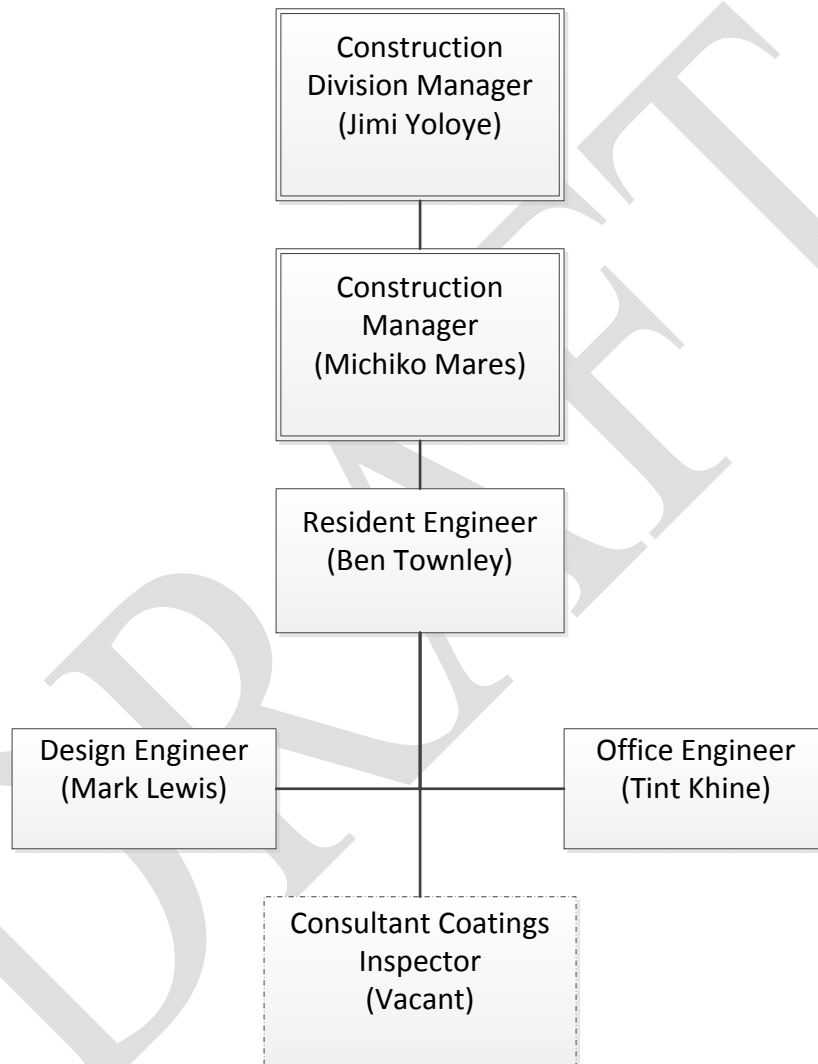 Construction
Division Manager
(Jimi Yoloye)
Construction
Manager
(Michiko Mares)
Resident Engineer
(Ben Townley)
Design Engineer
(Mark Lewis)
Office Engineer
(Tint Khine)
Consultant Coatings
Inspector
(Vacant)
DRAFT